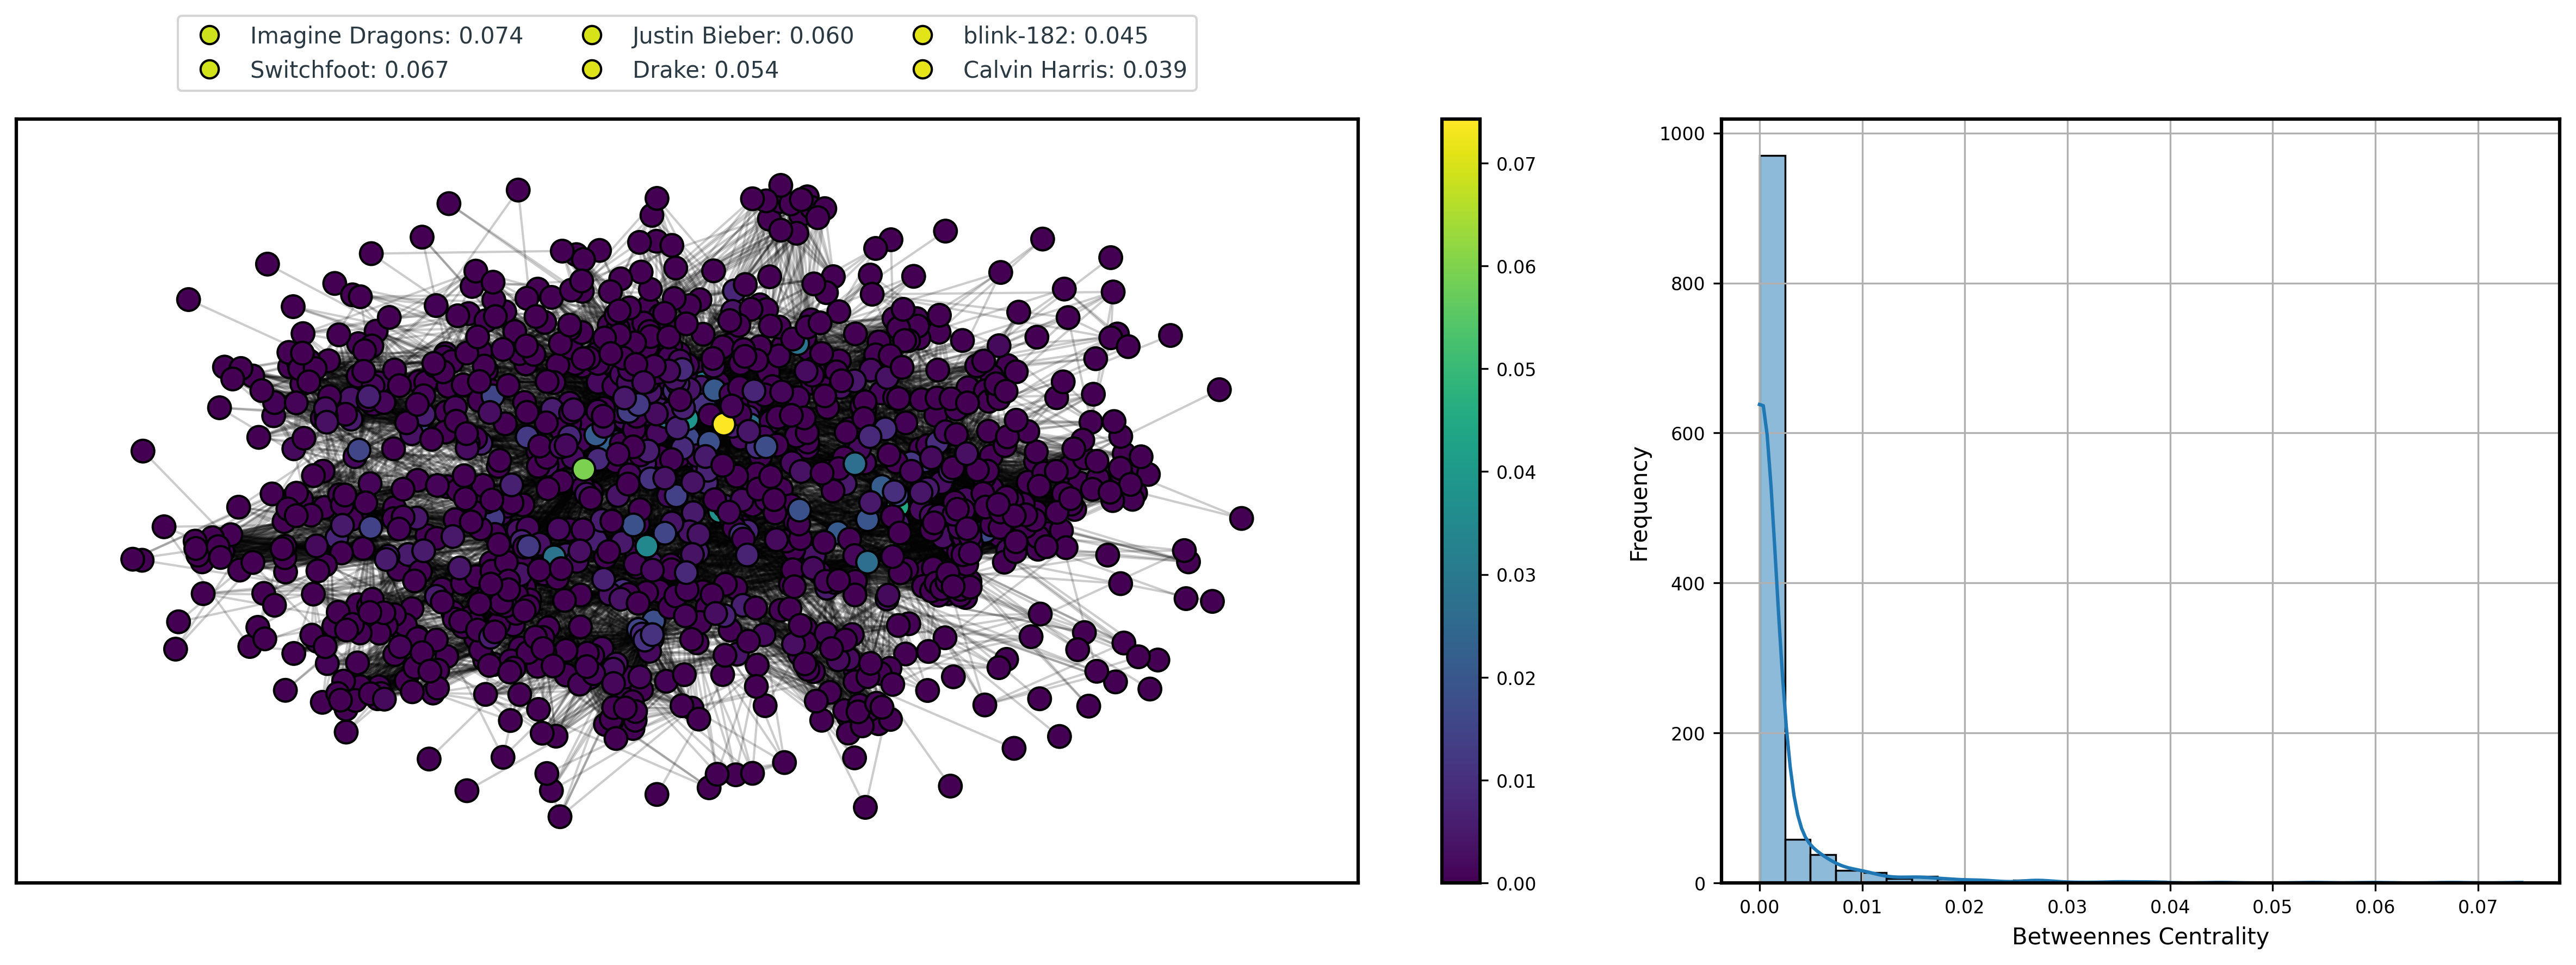 Imagine Dragons: 0.074
Switchfoot: 0.067
Justin Bieber: 0.060
Drake: 0.054
blink-182: 0.045
Calvin Harris: 0.039
0.07
0.06
0.05
0.04
0.03
0.02
0.01
0.00
Frequency
1000
800
600
400
200
0
0.00 0.01 0.02 0.03 0.04 0.05 0.06 0.07
Betweennes Centrality